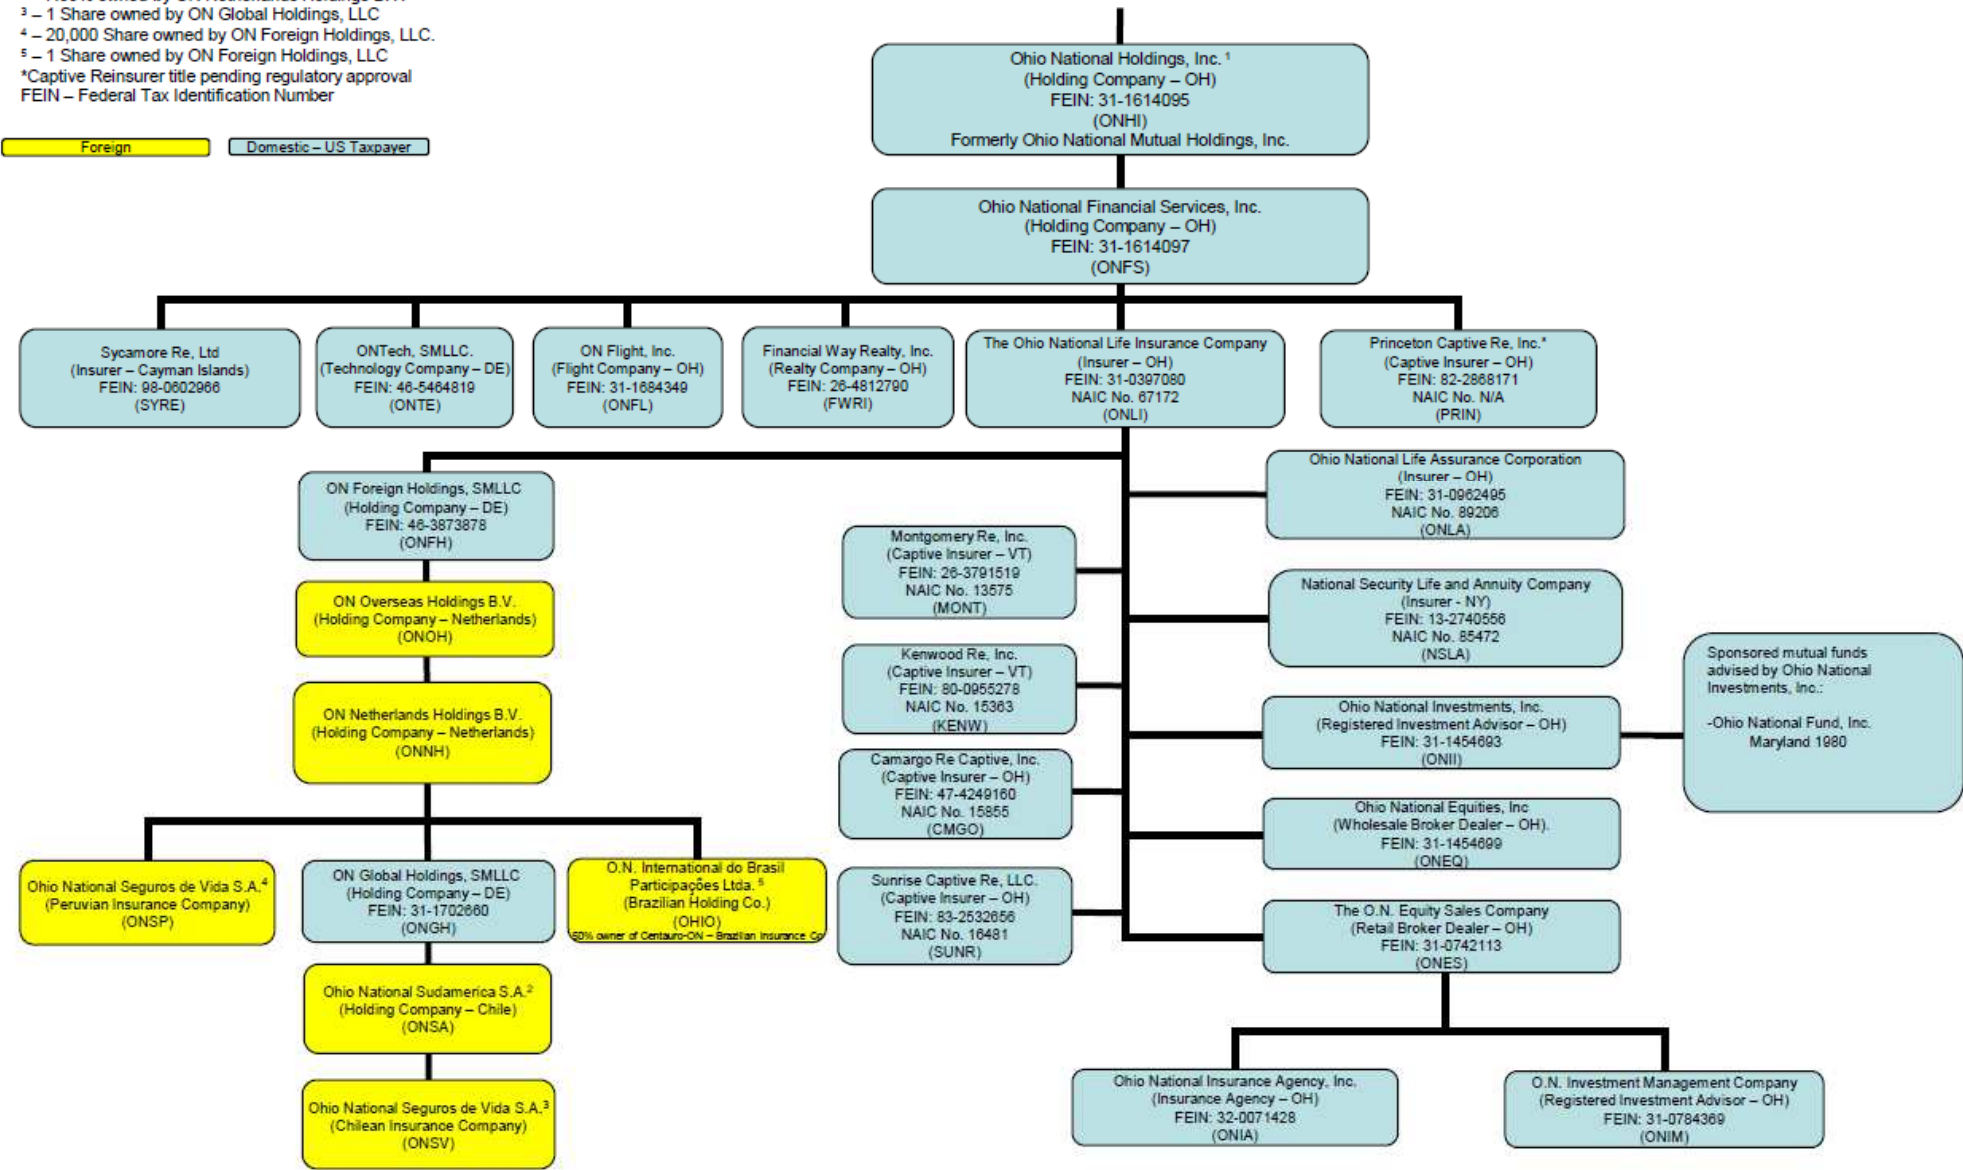 ³ – 1 Share owned by ON Global Holdings, LLC
⁴ – 20,000 Share owned by ON Foreign Holdings, LLC.
⁵ – 1 Share owned by ON Foreign Holdings, LLC
*Captive Reinsurer title pending regulatory approval
FEIN – Federal Tax Identification Number
Foreign
Domestic – US Taxpayer
Ohio National Holdings, Inc. ¹
(Holding Company – OH)
FEIN: 31-1614095
(ONHI)
Formerly Ohio National Mutual Holdings, Inc.
Ohio National Financial Services, Inc.
(Holding Company – OH)
FEIN: 31-1614097
(ONFS)
Sycamore Re, Ltd
(Insurer – Cayman Islands)
FEIN: 98-0602966
(SYRE)
ONTech, SMLLC.
(Technology Company – DE)
FEIN: 46-5464819
(ONTE)
ON Flight, Inc.
(Flight Company – OH)
FEIN: 31-1684349
(ONFL)
Financial Way Realty, Inc.
(Realty Company – OH)
FEIN: 26-4812790
(FWRI)
The Ohio National Life Insurance Company
(Insurer – OH)
FEIN: 31-0397080
NAIC No. 67172
(ONLI)
Princeton Captive Re, Inc.*
(Captive Insurer – OH)
FEIN: 82-2868171
NAIC No. N/A
(PRIN)
ON Foreign Holdings, SMLLC
(Holding Company – DE)
FEIN: 46-3873878
(ONFH)
ON Overseas Holdings B.V.
(Holding Company – Netherlands)
(ONOH)
ON Netherlands Holdings B.V.
(Holding Company – Netherlands)
(ONNH)
Ohio National Seguros de Vida S.A.⁴
(Peruvian Insurance Company)
(ONSP)
ON Global Holdings, SMLLC
(Holding Company – DE)
FEIN: 31-1702660
(ONGH)
O.N. International do Brasil
Participações Ltda. ⁵
(Brazilian Holding Co.)
(OHIO)
50% owner of Centauro-ON – Brazilian Insurance Co
Ohio National Sudamerica S.A.²
(Holding Company – Chile)
(ONSA)
Ohio National Seguros de Vida S.A.³
(Chilean Insurance Company)
(ONSV)
Montgomery Re, Inc.
(Captive Insurer – VT)
FEIN: 26-3791519
NAIC No. 13575
(MONT)
Kenwood Re, Inc.
(Captive Insurer – VT)
FEIN: 80-0955278
NAIC No. 15363
(KENW)
Camargo Re Captive, Inc.
(Captive Insurer – OH)
FEIN: 47-4249160
NAIC No. 15855
(CMGO)
Sunrise Captive Re, LLC.
(Captive Insurer – OH)
FEIN: 83-2532656
NAIC No. 16481
(SUNR)
Ohio National Life Assurance Corporation
(Insurer – OH)
FEIN: 31-0962495
NAIC No. 89206
(ONLA)
National Security Life and Annuity Company
(Insurer - NY)
FEIN: 13-2740556
NAIC No. 85472
(NSLA)
Ohio National Investments, Inc.
(Registered Investment Advisor – OH)
FEIN: 31-1454693
(ONII)
Sponsored mutual funds
advised by Ohio National
Investments, Inc.:
-Ohio National Fund, Inc.
Maryland 1980
Ohio National Equities, Inc
(Wholesale Broker Dealer – OH).
FEIN: 31-1454699
(ONEQ)
The O.N. Equity Sales Company
(Retail Broker Dealer – OH)
FEIN: 31-0742113
(ONES)
Ohio National Insurance Agency, Inc.
(Insurance Agency – OH)
FEIN: 32-0071428
(ONIA)
O.N. Investment Management Company
(Registered Investment Advisor – OH)
FEIN: 31-0784369
(ONIM)